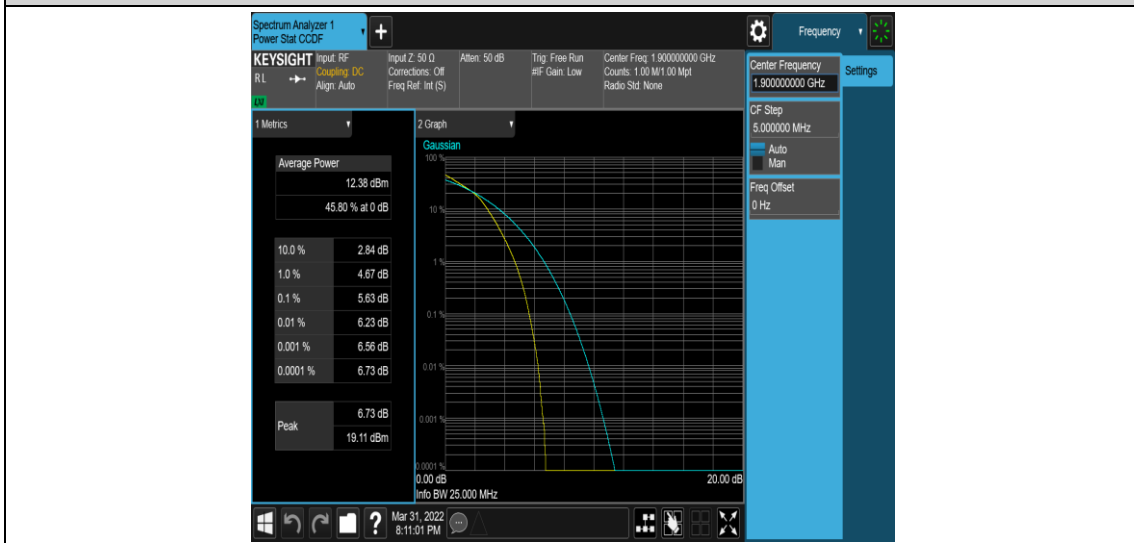 Spectrum Analyzer 1
Power Stat CCDF
+
Frequency
KEYSIGHT
RL
LXI
Input: RF
Coupling: DC
Align: Auto
Input Z: 50 Ω
Corrections: Off
Freq Ref: Int (S)
Atten: 50 dB
Trig: Free Run
#IF Gain: Low
Center Freq: 1.900000000 GHz
Counts: 1.00 M/1.00 Mpt
Radio Std: None
Center Frequency
1.900000000 GHz
Settings
CF Step
5.000000 MHz
Auto
Man
Freq Offset
0 Hz
1 Metrics
Average Power
12.38 dBm
45.80 % at 0 dB
10.0 % 2.84 dB
1.0 % 4.67 dB
0.1 % 5.63 dB
0.01 % 6.23 dB
0.001 % 6.56 dB
0.0001 % 6.73 dB
Peak 6.73 dB
19.11 dBm
2 Graph
Gaussian
100 %
10 %
1 %
0.1 %
0.01 %
0.001 %
0.0001 %
0.00 dB 20.00 dB
Info BW 25.000 MHz
?
Mar 31, 2022
8:11:01 PM